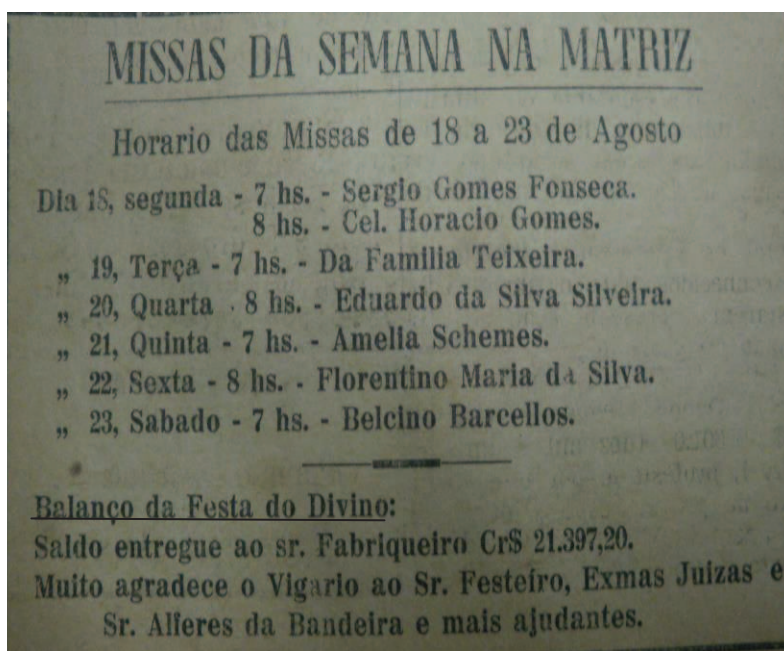 MISSAS DA SEMANA NA MATRIZ
Horario das Missas de 18 a 23 de Agosto
Dia 18, segunda - 7 hs. - Sergio Gomes Fonseca.
8 hs. - Cel. Horacio Gomes.
„ 19, Terça - 7 hs. - Da Familia Teixeira.
„ 20, Quarta - 8 hs. - Eduardo da Silva Silveira.
„ 21, Quinta - 7 hs. - Amelia Schemes.
„ 22, Sexta - 8 hs. - Florentino Maria da Silva.
„ 23, Sabado - 7 hs. - Belcino Barcellos.
Balanço da Festa do Divino:
Saldo entregue ao sr. Fabriqueiro Cr$ 21.397,20.
Muito agradece o Vigario ao Sr. Festeiro, Exmas Juizas e
Sr. Alferes da Bandeira e mais ajudantes.